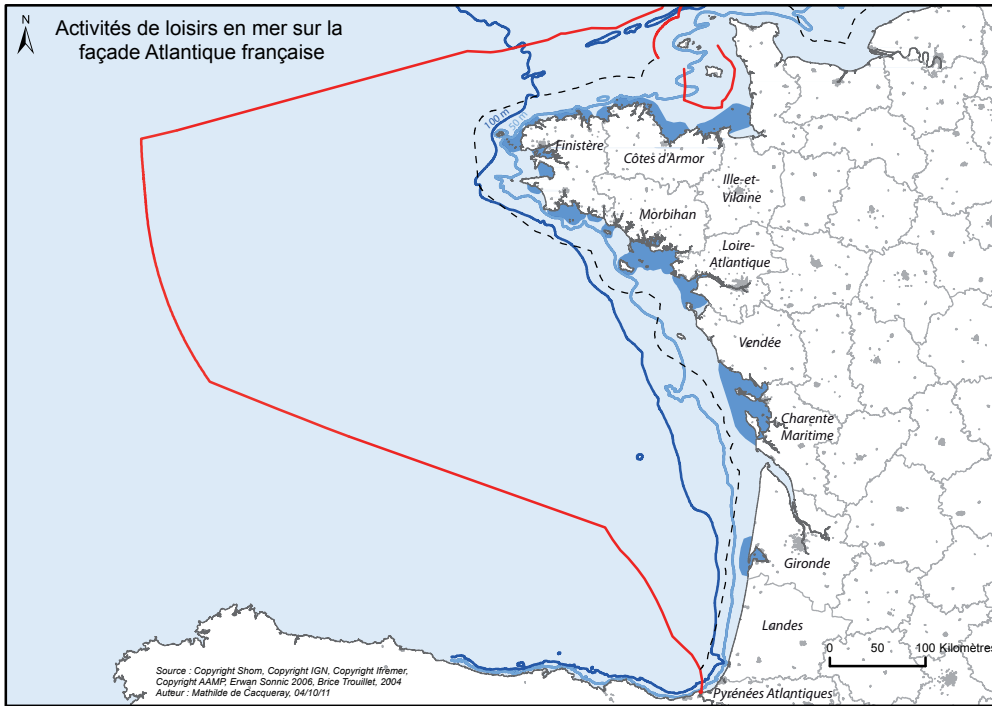 N
Activités de loisirs en mer sur la
façade Atlantique française
100 m
50 m
Finistère
Côtes d'Armor
Ille-et-
Vilaine
Morbihan
Loire-
Atlantique
Vendée
Charente
Maritime
Gironde
Landes
0 50 100 Kilomètres
Pyrénées Atlantiques
Source : Copyright Shom, Copyright IGN, Copyright Ifremer,
Copyright AAMP, Erwan Sonnic 2006, Brice Trouillet, 2004
Auteur : Mathilde de Cacqueray, 04/10/11